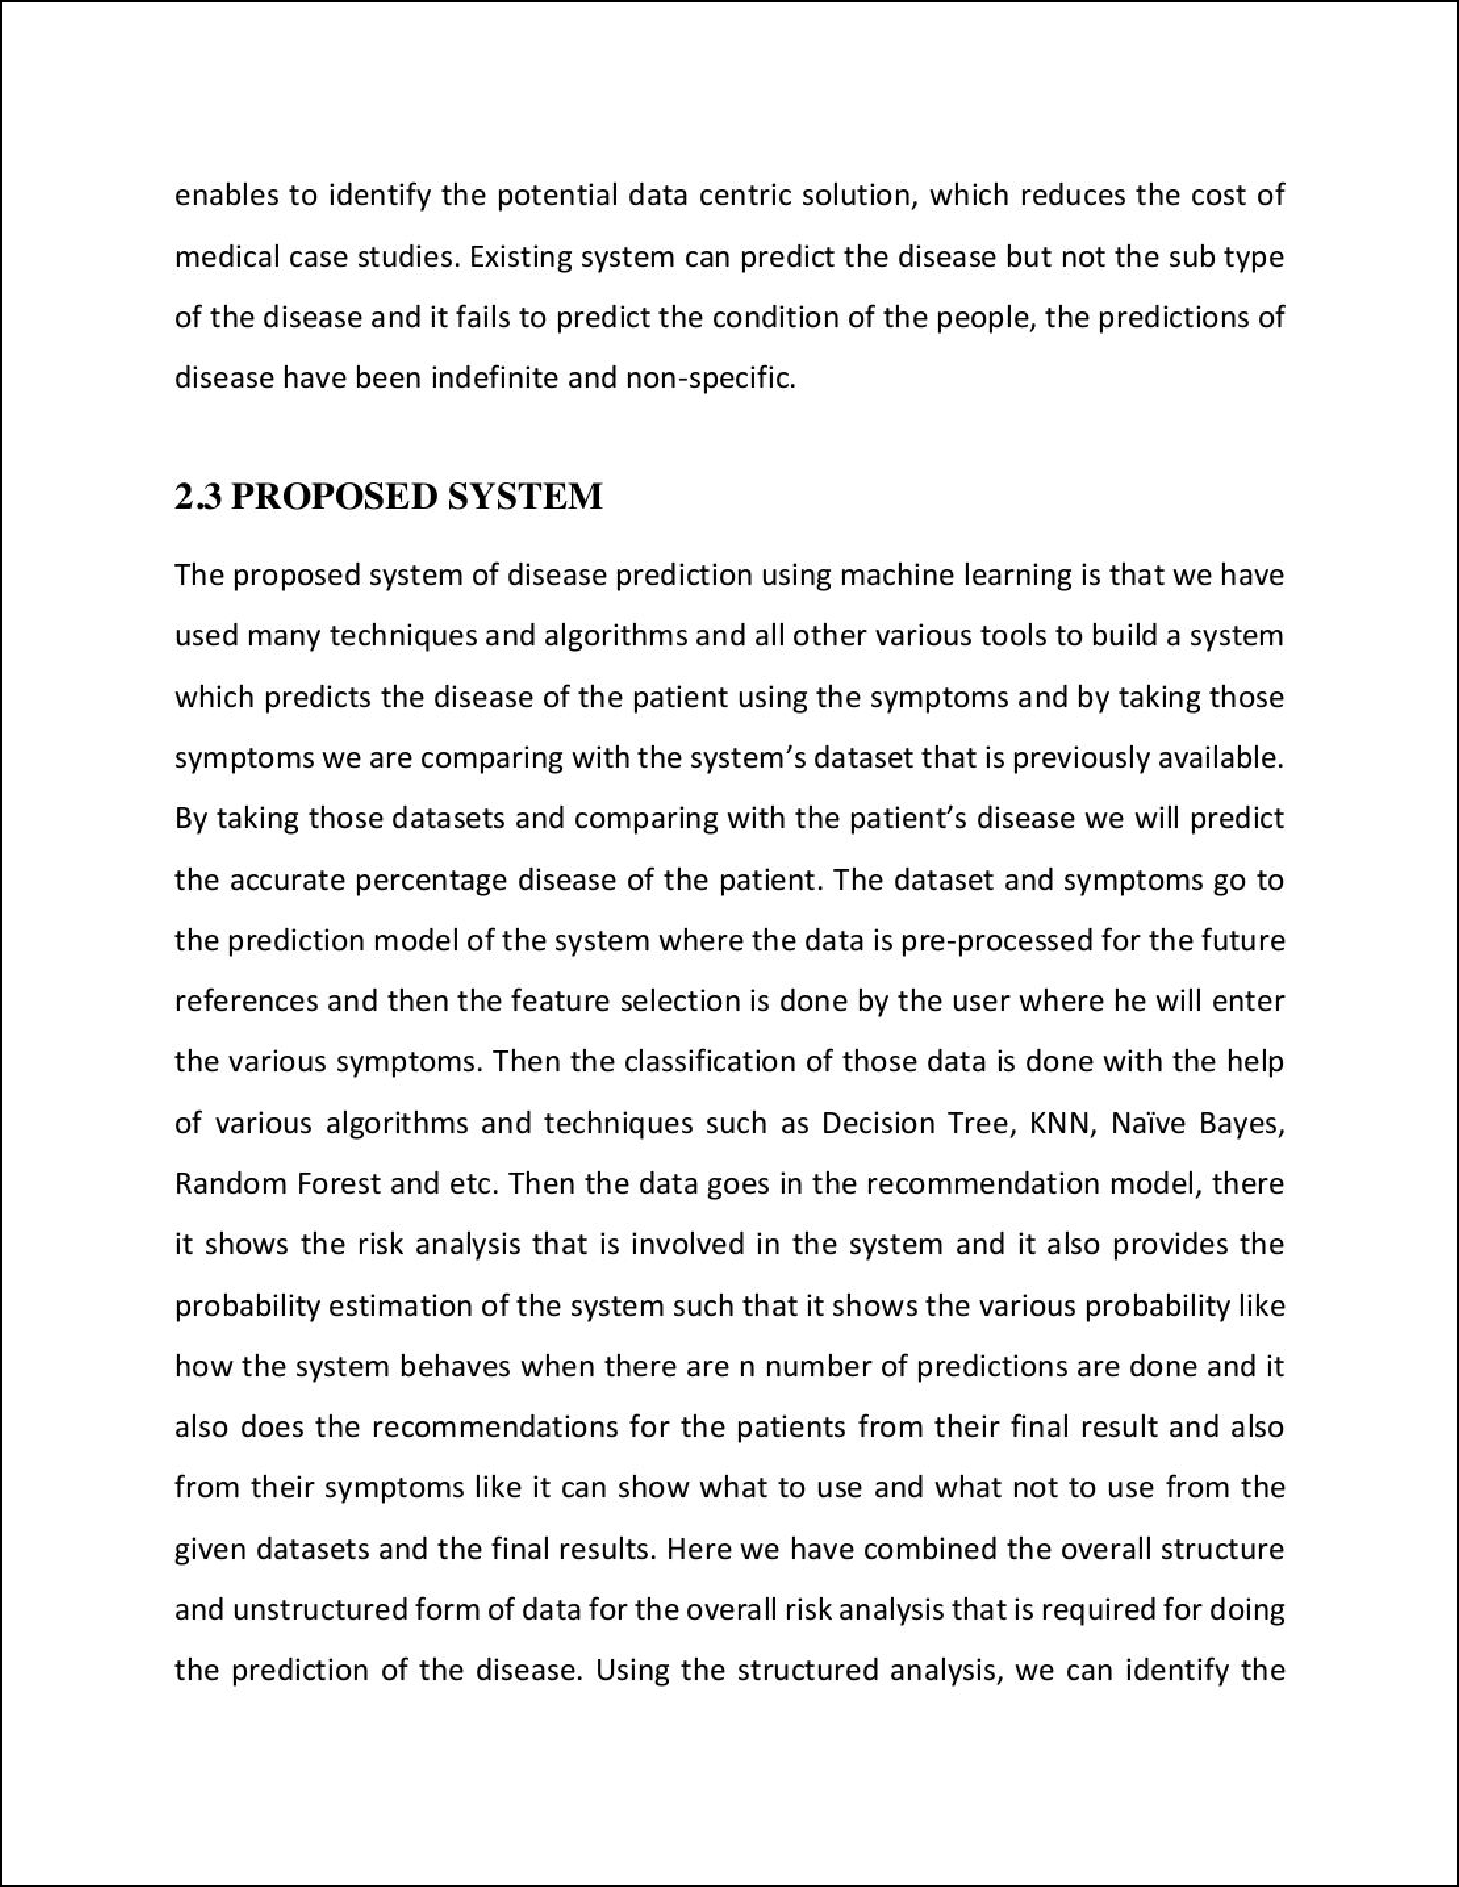 enables to identify the potential data centric solution, which reduces the cost of
medical case studies. Existing system can predict the disease but not the sub type
of the disease and it fails to predict the condition of the people, the predictions of
disease have been indefinite and non-specific.
2.3 PROPOSED SYSTEM
The proposed system of disease prediction using machine learning is that we have
used many techniques and algorithms and all other various tools to build a system
which predicts the disease of the patient using the symptoms and by taking those
symptoms we are comparing with the system’s dataset that is previously available.
By taking those datasets and comparing with the patient’s disease we will predict
the accurate percentage disease of the patient. The dataset and symptoms go to
the prediction model of the system where the data is pre-processed for the future
references and then the feature selection is done by the user where he will enter
the various symptoms. Then the classification of those data is done with the help
of various algorithms and techniques such as Decision Tree, KNN, Naïve Bayes,
Random Forest and etc. Then the data goes in the recommendation model, there
it shows the risk analysis that is involved in the system and it also provides the
probability estimation of the system such that it shows the various probability like
how the system behaves when there are n number of predictions are done and it
also does the recommendations for the patients from their final result and also
from their symptoms like it can show what to use and what not to use from the
given datasets and the final results. Here we have combined the overall structure
and unstructured form of data for the overall risk analysis that is required for doing
the prediction of the disease. Using the structured analysis, we can identify the